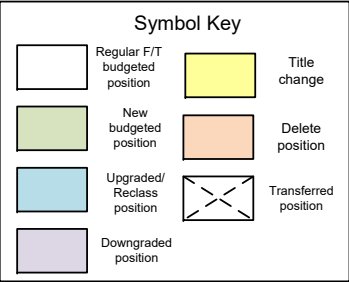 Symbol Key
Regular F/T
budgeted
position
New
budgeted
position
Upgraded/
Reclass
position
Downgraded
position
Title
change
Delete
position
Transferred
position